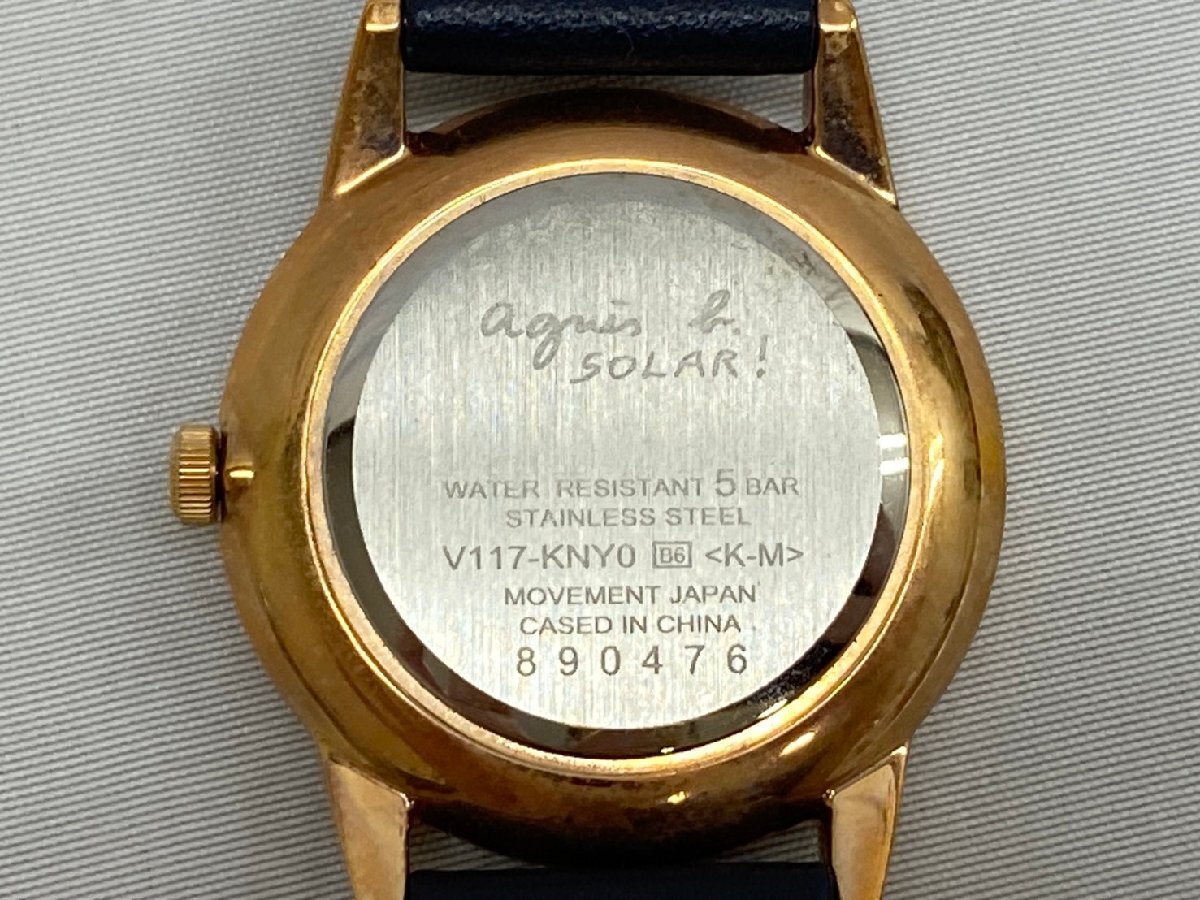 agnès b.
SOLAR!
WATER RESISTANT 5 BAR
STAINLESS STEEL
V117-KNY0 B6 <K-M>
MOVEMENT JAPAN
CASED IN CHINA
890476